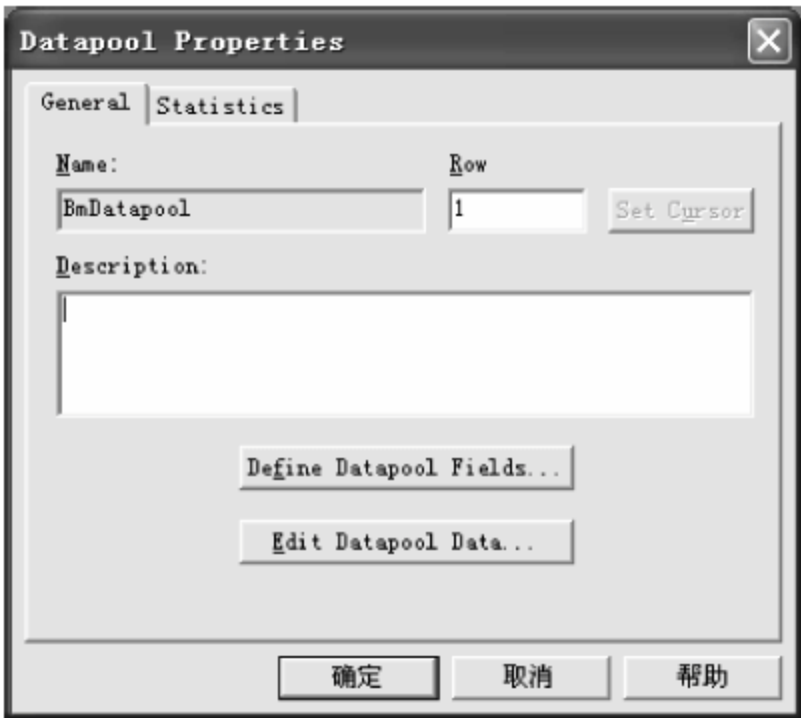 Datapool Properties
General Statistics
Name: Row
BmDatapool 1 Set Cursor
Description:
Define Datapool Fields...
Edit Datapool Data...
确定 取消 帮助